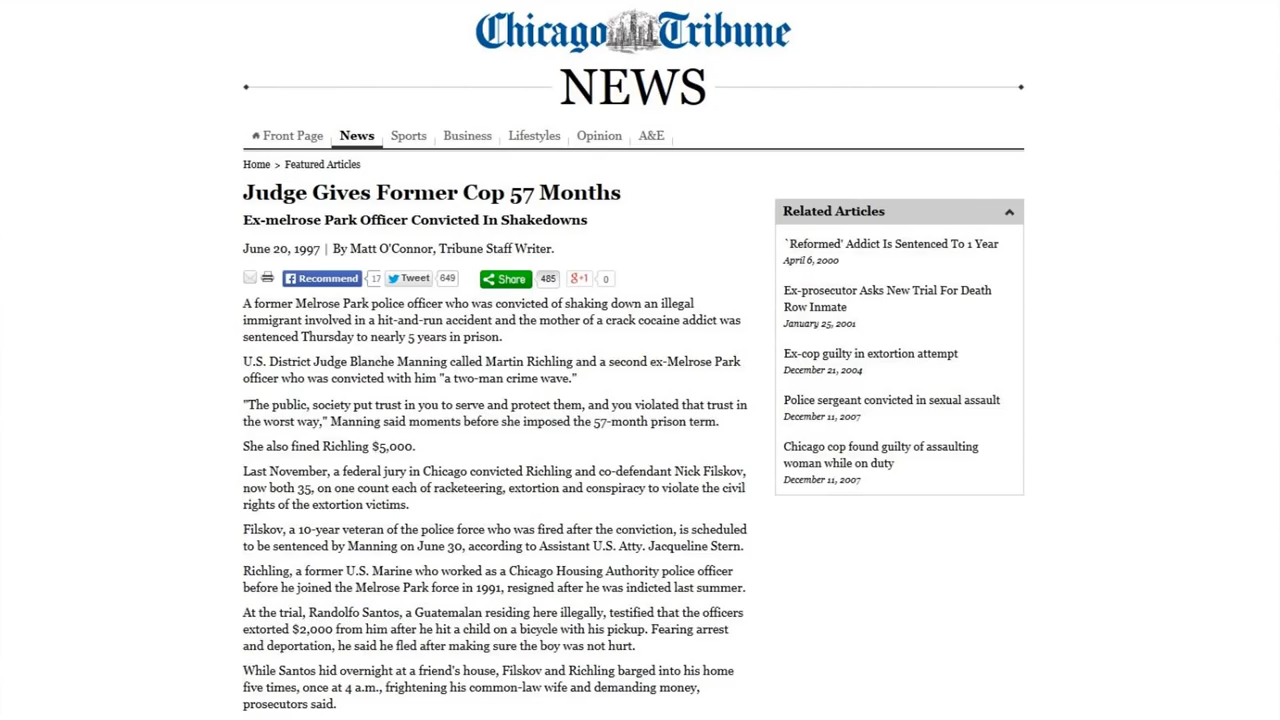 Chicago Tribune
NEWS
Front Page News Sports Business Lifestyles Opinion A&E
Home > Featured Articles
Judge Gives Former Cop 57 Months
Ex-melrose Park Officer Convicted In Shakedowns
June 20, 1997 | By Matt O'Connor, Tribune Staff Writer.
Recommend 17 Tweet 649 Share 485 g+1 0
A former Melrose Park police officer who was convicted of shaking down an illegal
immigrant involved in a hit-and-run accident and the mother of a crack cocaine addict was
sentenced Thursday to nearly 5 years in prison.
U.S. District Judge Blanche Manning called Martin Richling and a second ex-Melrose Park
officer who was convicted with him "a two-man crime wave."
"The public, society put trust in you to serve and protect them, and you violated that trust in
the worst way," Manning said moments before she imposed the 57-month prison term.
She also fined Richling $5,000.
Last November, a federal jury in Chicago convicted Richling and co-defendant Nick Filskov,
now both 35, on one count each of racketeering, extortion and conspiracy to violate the civil
rights of the extortion victims.
Filskov, a 10-year veteran of the police force who was fired after the conviction, is scheduled
to be sentenced by Manning on June 30, according to Assistant U.S. Atty. Jacqueline Stern.
Richling, a former U.S. Marine who worked as a Chicago Housing Authority police officer
before he joined the Melrose Park force in 1991, resigned after he was indicted last summer.
At the trial, Randolfo Santos, a Guatemalan residing here illegally, testified that the officers
extorted $2,000 from him after he hit a child on a bicycle with his pickup. Fearing arrest
and deportation, he said he fled after making sure the boy was not hurt.
While Santos hid overnight at a friend's house, Filskov and Richling barged into his home
five times, once at 4 a.m., frightening his common-law wife and demanding money,
prosecutors said.
Related Articles
`Reformed' Addict Is Sentenced To 1 Year
April 6, 2000
Ex-prosecutor Asks New Trial For Death
Row Inmate
January 25, 2001
Ex-cop guilty in extortion attempt
December 21, 2004
Police sergeant convicted in sexual assault
December 11, 2007
Chicago cop found guilty of assaulting
woman while on duty
December 11, 2007